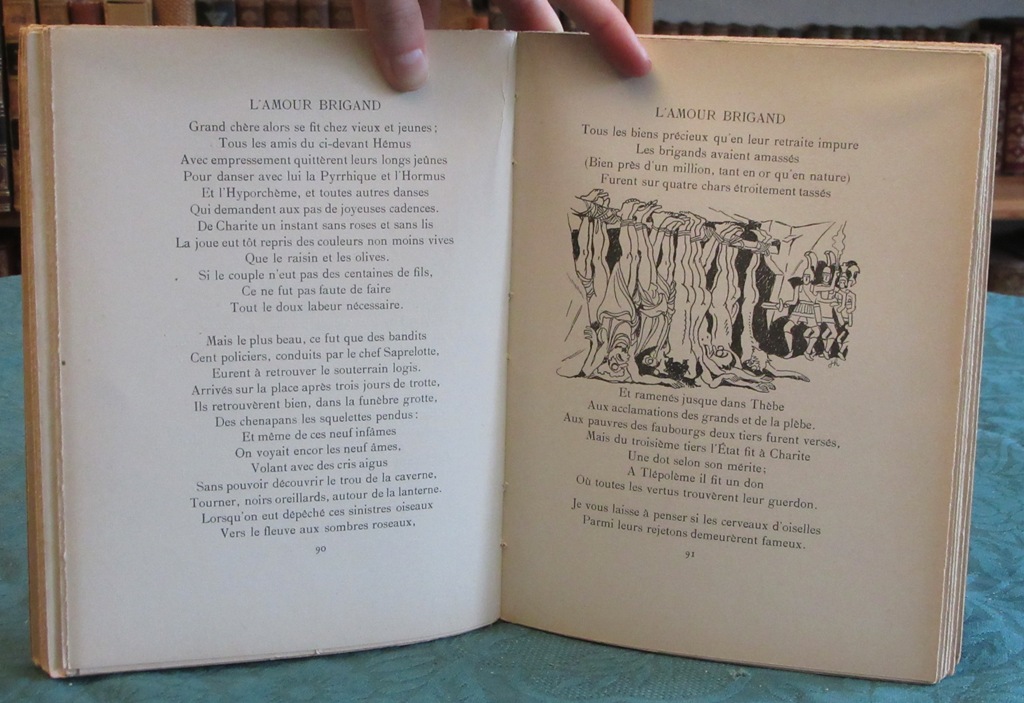 L'AMOUR BRIGAND
Grand chère alors se fit chez vieux et jeunes ;
Tous les amis du ci-devant Hémus
Avec empressement quittèrent leurs longs jeûnes
Pour danser avec lui la Pyrrhique et l'Hormus
Et l'Hyporchème, et toutes autres danses
Qui demandent aux pas de joyeuses cadences.
De Charite un instant sans roses et sans lis
La joue eut tôt repris des couleurs non moins vives
Que le raisin et les olives.
Si le couple n'eut pas des centaines de fils,
Ce ne fut pas faute de faire
Tout le doux labeur nécessaire.
Mais le plus beau, ce fut que des bandits
Cent policiers, conduits par le chef Saprelotte,
Eurent à retrouver le souterrain logis.
Arrivés sur la place après trois jours de trotte,
Ils retrouvèrent bien, dans la funèbre grotte,
Des chenapans les squelettes pendus :
Et même de ces neuf infâmes
On voyait encor les neuf âmes,
Volant avec des cris aigus
Sans pouvoir découvrir le trou de la caverne,
Tourner, noirs oreillards, autour de la lanterne.
Lorsqu'on eut dépêché ces sinistres oiseaux
Vers le fleuve aux sombres roseaux,
90
L'AMOUR BRIGAND
Tous les biens précieux qu'en leur retraite impure
Les brigands avaient amassés
(Bien près d'un million, tant en or qu'en nature)
Furent sur quatre chars étroitement tassés
Et ramenés jusque dans Thèbe
Aux acclamations des grands et de la plèbe.
Aux pauvres des faubourgs deux tiers furent versés,
Mais du troisième tiers l'État fit à Charite
Une dot selon son mérite ;
A Tlépolème il fit un don
Où toutes les vertus trouvèrent leur guerdon.
Je vous laisse à penser si les cerveaux d'oiselles
Parmi leurs rejetons demeurèrent fameux.
91